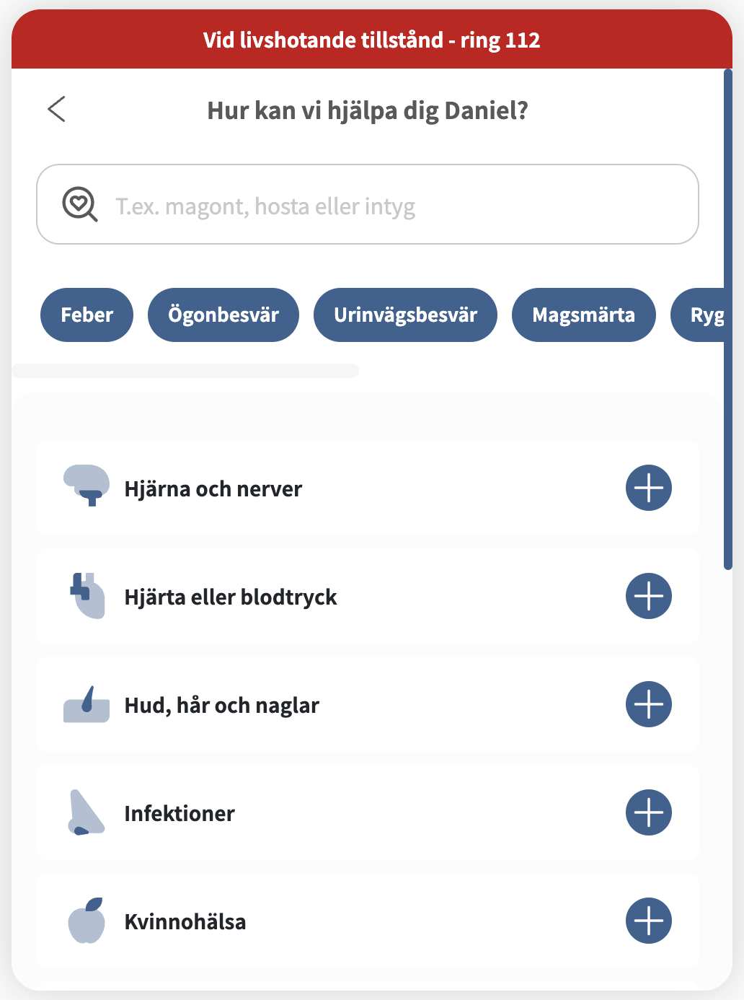 Vid livshotande tillstånd - ring 112
Hur kan vi hjälpa dig Daniel?
T.ex. magont, hosta eller intyg
Feber Ögonbesvär Urinvägsbesvär Magsmärta Ryg
Hjärna och nerver
Hjärta eller blodtryck
Hud, hår och naglar
Infektioner
Kvinnohälsa